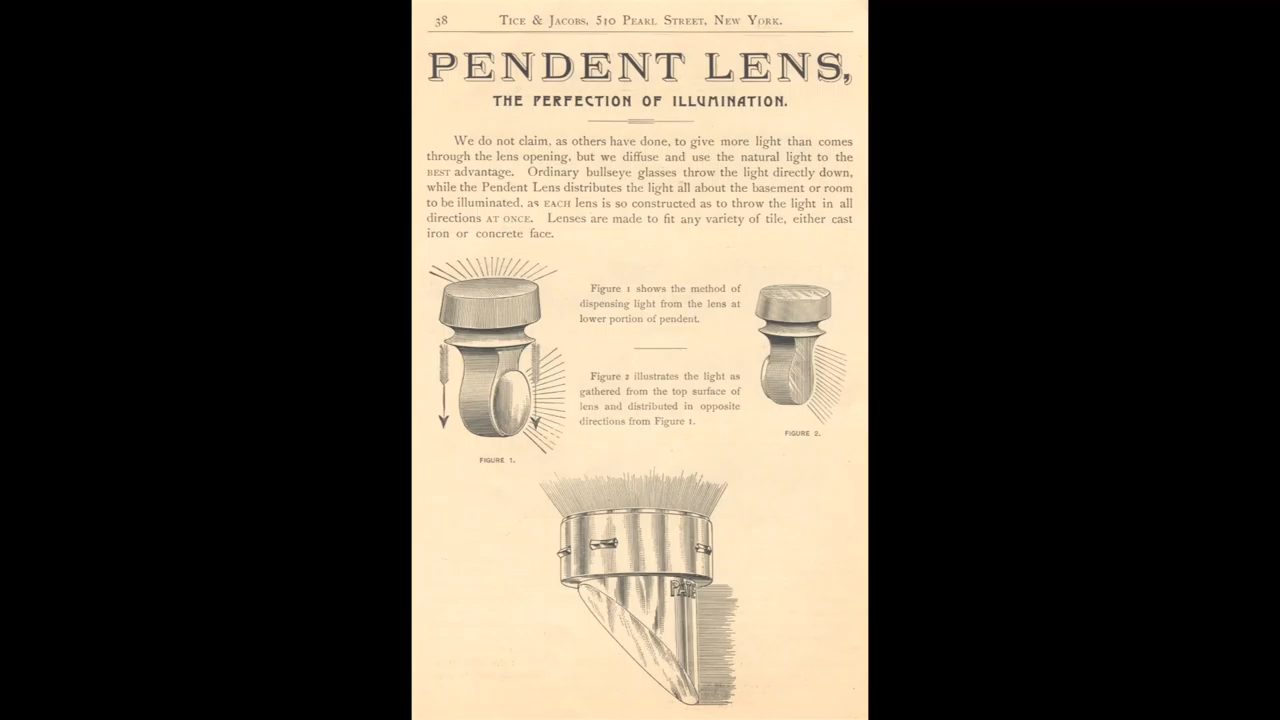 38 TICE & JACOBS, 510 PEARL STREET, NEW YORK.
PENDENT LENS,
THE PERFECTION OF ILLUMINATION.
We do not claim, as others have done, to give more light than comes
through the lens opening, but we diffuse and use the natural light to the
BEST advantage. Ordinary bullseye glasses throw the light directly down,
while the Pendent Lens distributes the light all about the basement or room
to be illuminated, as EACH lens is so constructed as to throw the light in all
directions AT ONCE. Lenses are made to fit any variety of tile, either cast
iron or concrete face.
Figure 1 shows the method of
dispensing light from the lens at
lower portion of pendent.
Figure 2 illustrates the light as
gathered from the top surface of
lens and distributed in opposite
directions from Figure 1.
FIGURE 1.
FIGURE 2.
PATE